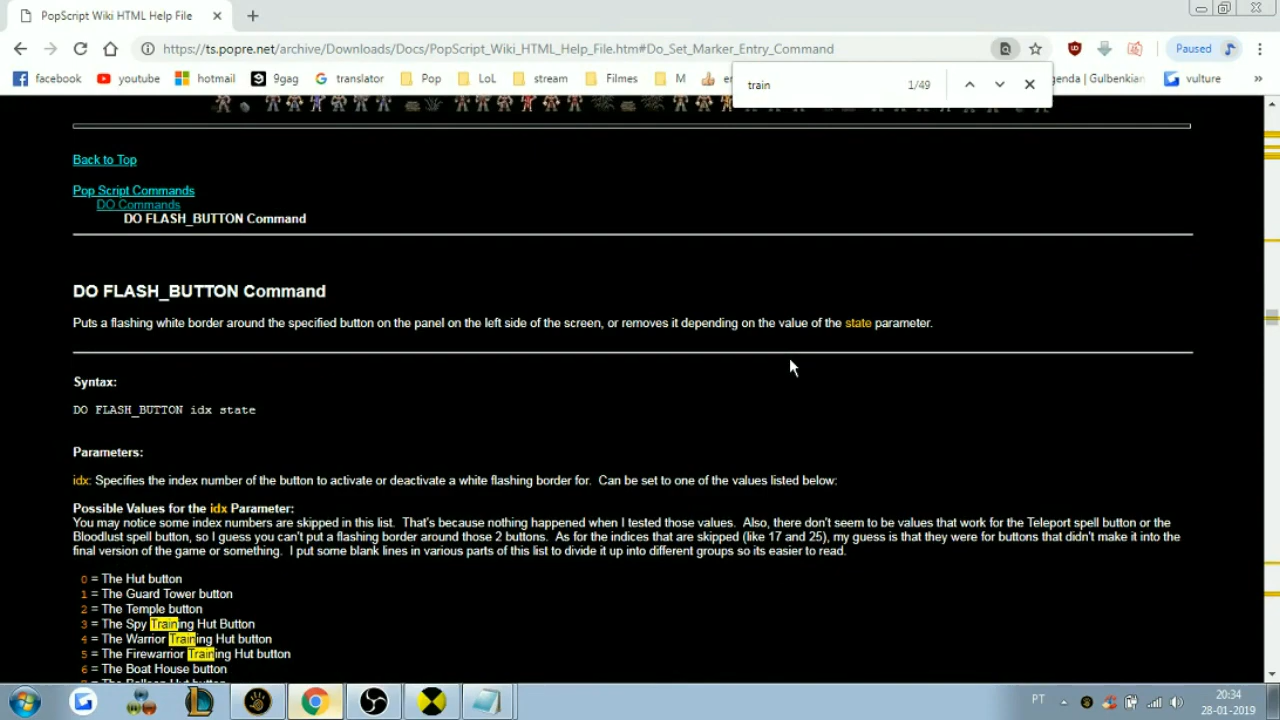 PopScript Wiki HTML Help File
https://ts.popre.net/archive/Downloads/Docs/PopScript_Wiki_HTML_Help_File.htm#Do_Set_Marker_Entry_Command
Paused
facebook
youtube
hotmail
9gag
translator
Pop
LoL
stream
Filmes
M
er
train
1/49
genda | Gulbenkian
vulture
»
Back to Top
Pop Script Commands
DO Commands
DO FLASH_BUTTON Command
DO FLASH_BUTTON Command
Puts a flashing white border around the specified button on the panel on the left side of the screen, or removes it depending on the value of the state parameter.
Syntax:
DO FLASH_BUTTON idx state
Parameters:
idx: Specifies the index number of the button to activate or deactivate a white flashing border for. Can be set to one of the values listed below:
Possible Values for the idx Parameter:
You may notice some index numbers are skipped in this list. That's because nothing happened when I tested those values. Also, there don't seem to be values that work for the Teleport spell button or the
Bloodlust spell button, so I guess you can't put a flashing border around those 2 buttons. As for the indices that are skipped (like 17 and 25), my guess is that they were for buttons that didn't make it into the
final version of the game or something. I put some blank lines in various parts of this list to divide it up into different groups so its easier to read.
0 = The Hut button
1 = The Guard Tower button
2 = The Temple button
3 = The Spy Training Hut Button
4 = The Warrior Training Hut button
5 = The Firewarrior Training Hut button
6 = The Boat House button
PT
20:34
28-01-2019